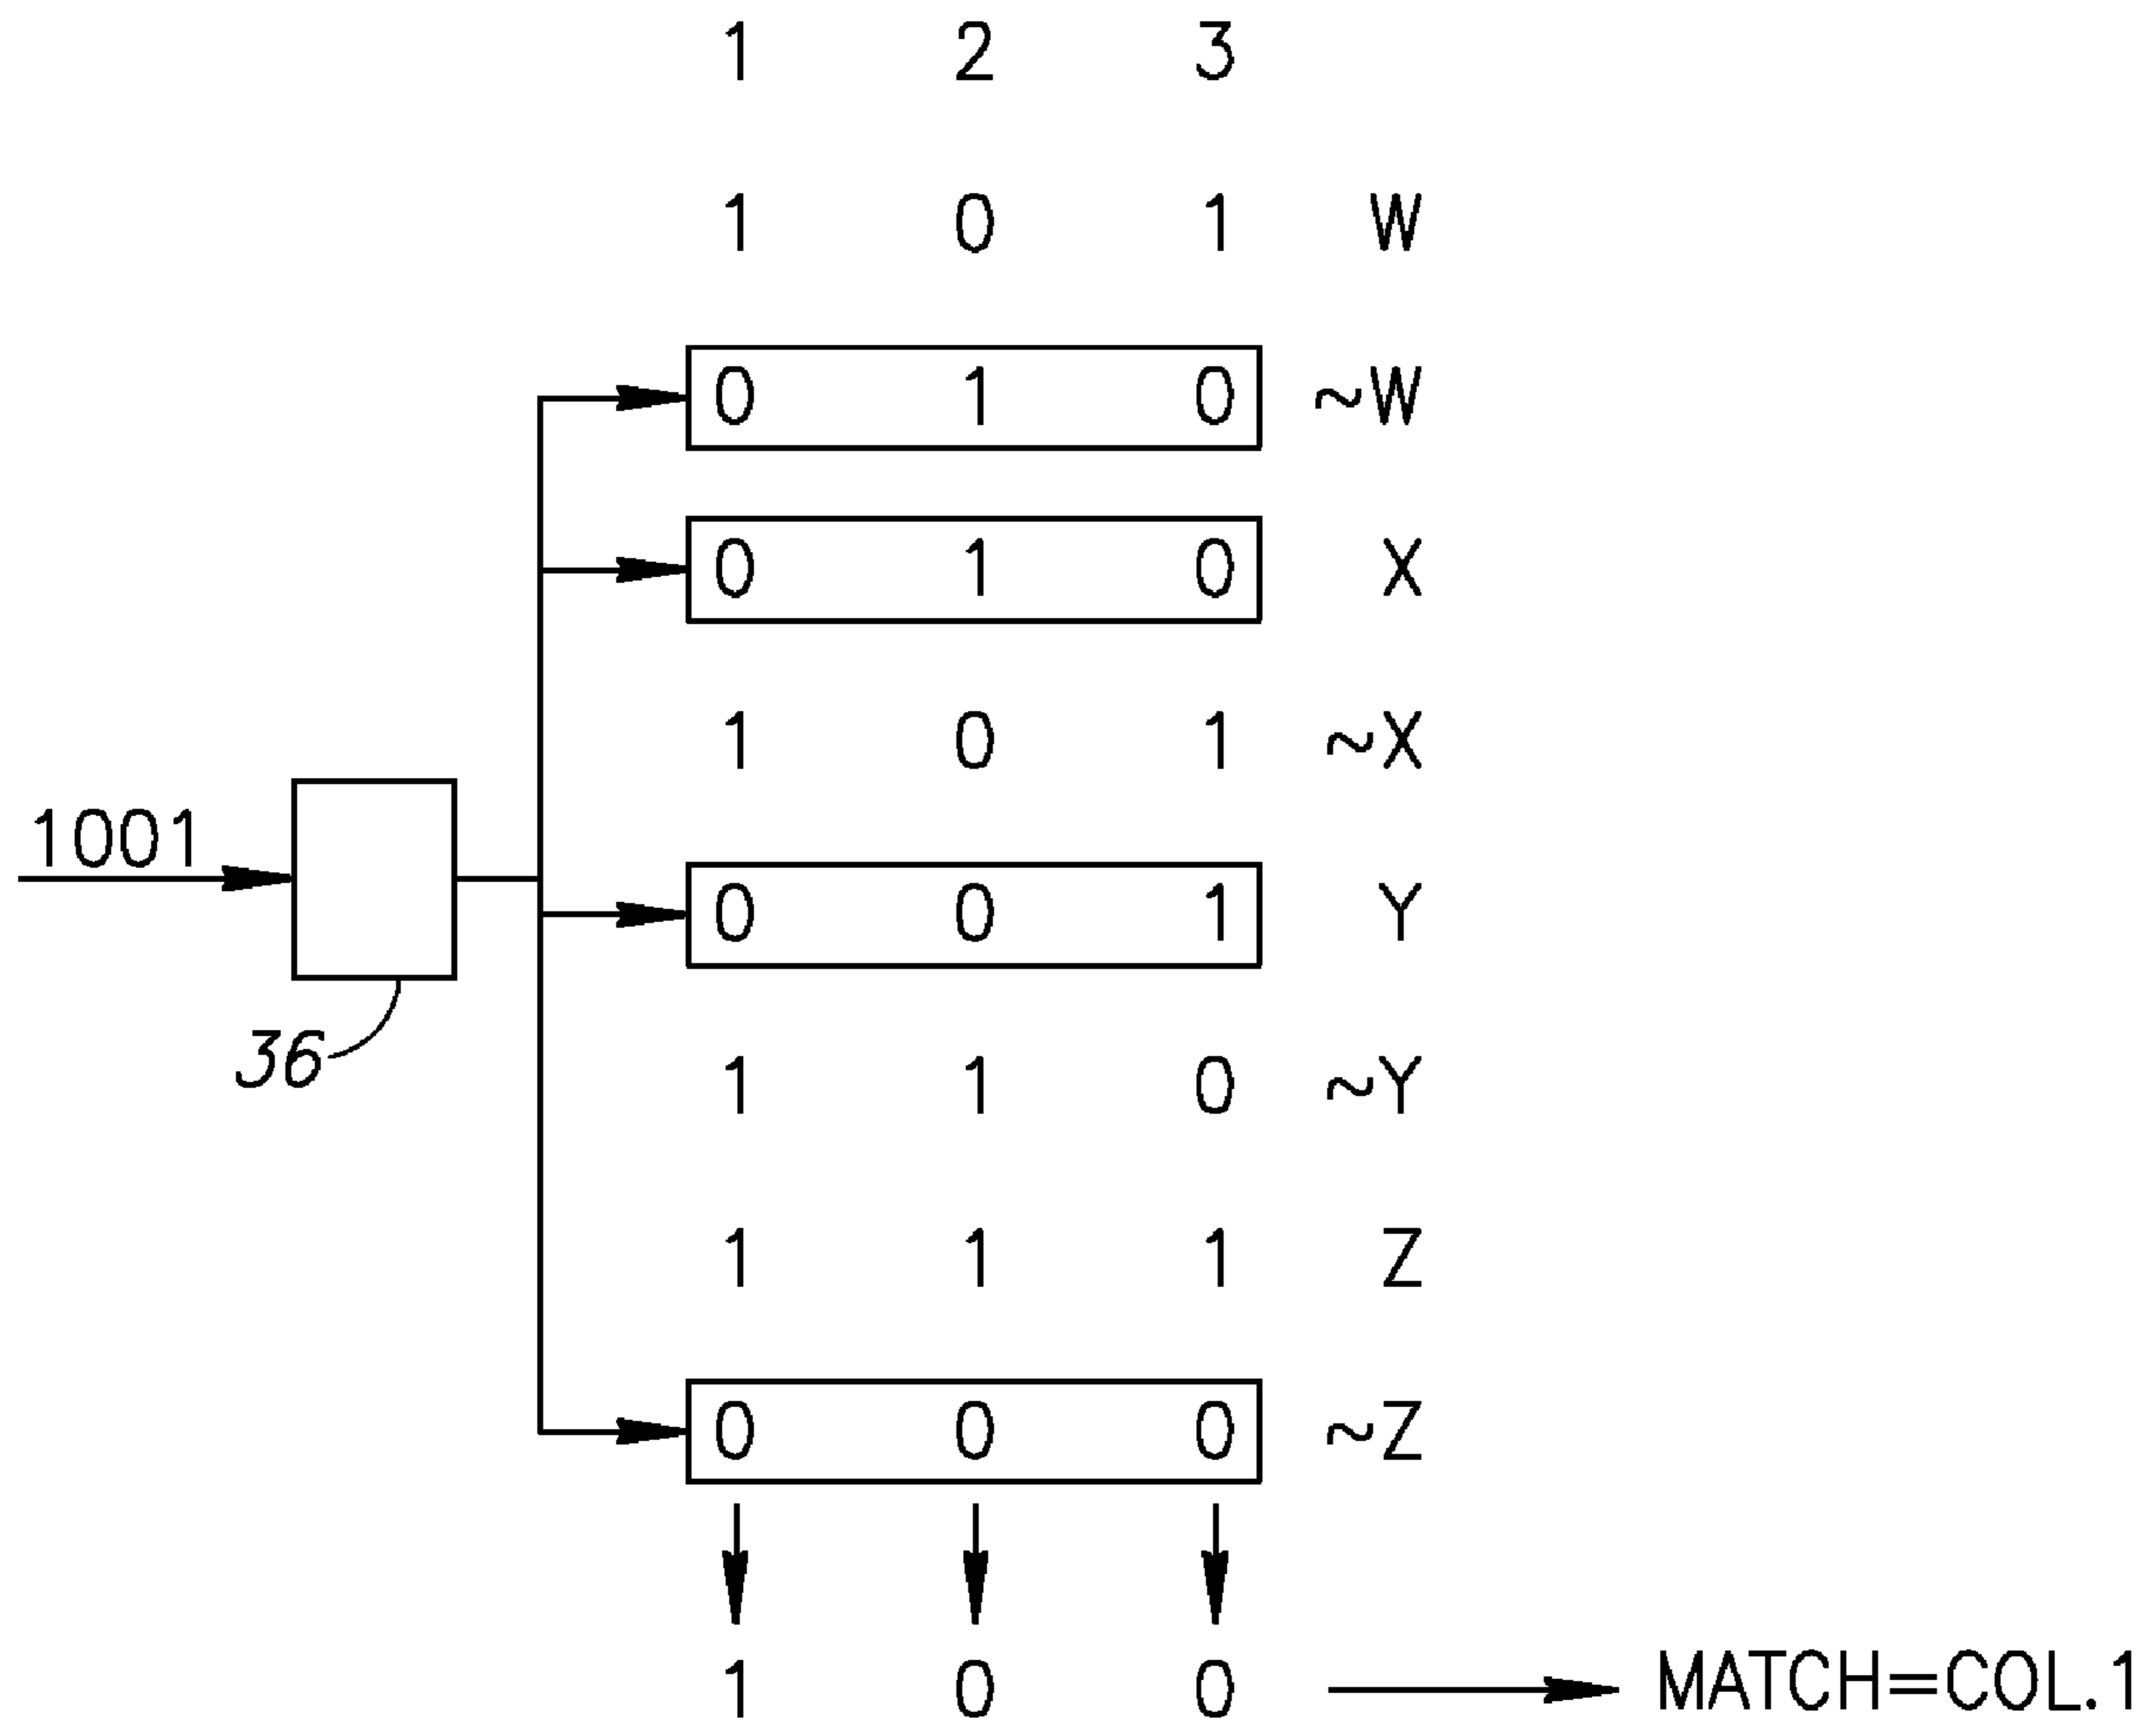 1 2 3
1 0 1 W
0 1 0 ~W
0 1 0 X
1 0 1 ~X
1001
0 0 1 Y
36
1 1 0 ~Y
1 1 1 Z
0 0 0 ~Z
1 0 0 MATCH=COL.1